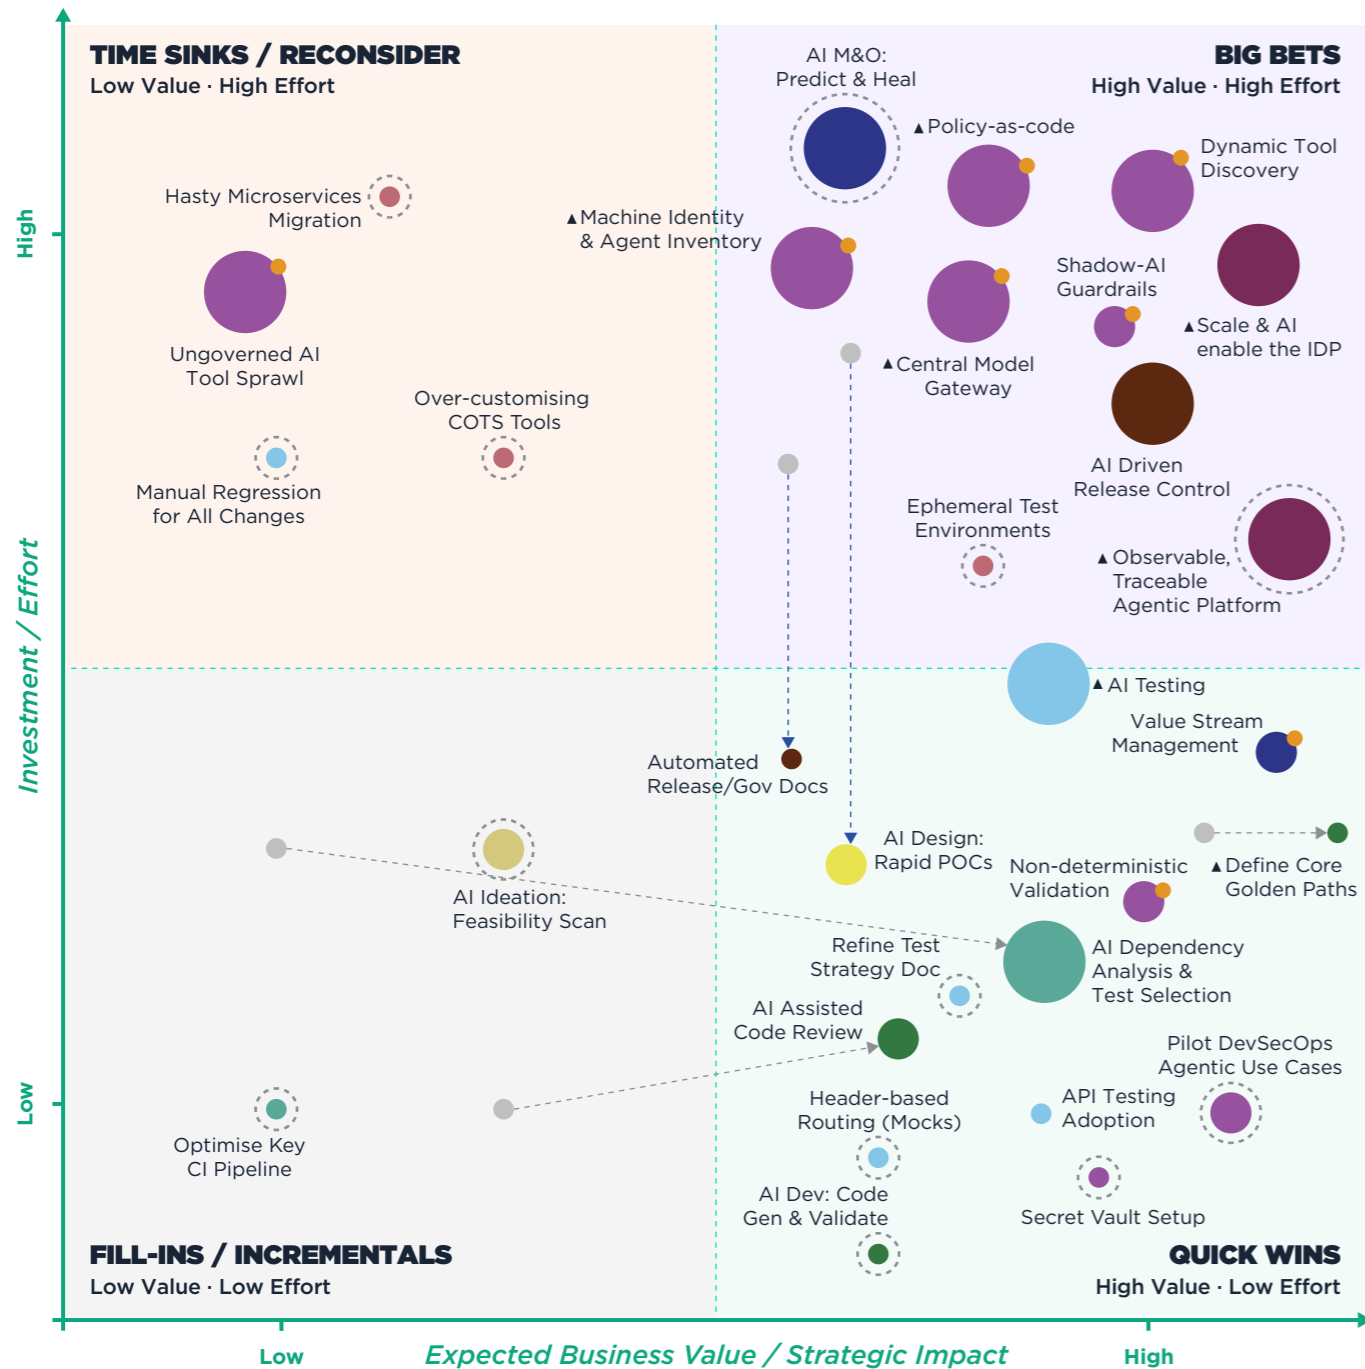 TIME SINKS / RECONSIDER
Low Value · High Effort
BIG BETS
High Value · High Effort
AI M&O:
Predict & Heal
▲Policy-as-code
Dynamic Tool
Discovery
Hasty Microservices
Migration
▲Machine Identity
& Agent Inventory
Shadow-AI
Guardrails
▲Scale & AI
enable the IDP
Ungoverned AI
Tool Sprawl
▲Central Model
Gateway
Over-customising
COTS Tools
AI Driven
Release Control
Manual Regression
for All Changes
Ephemeral Test
Environments
▲Observable,
Traceable
Agentic Platform
▲AI Testing
Value Stream
Management
Automated
Release/Gov Docs
AI Design:
Rapid POCs
Non-deterministic
Validation
▲Define Core
Golden Paths
AI Ideation:
Feasibility Scan
Refine Test
Strategy Doc
AI Dependency
Analysis &
Test Selection
AI Assisted
Code Review
Pilot DevSecOps
Agentic Use Cases
Header-based
Routing (Mocks)
API Testing
Adoption
Optimise Key
CI Pipeline
AI Dev: Code
Gen & Validate
Secret Vault Setup
FILL-INS / INCREMENTALS
Low Value · Low Effort
QUICK WINS
High Value · Low Effort
High
Investment / Effort
Low
Low
Expected Business Value / Strategic Impact
High